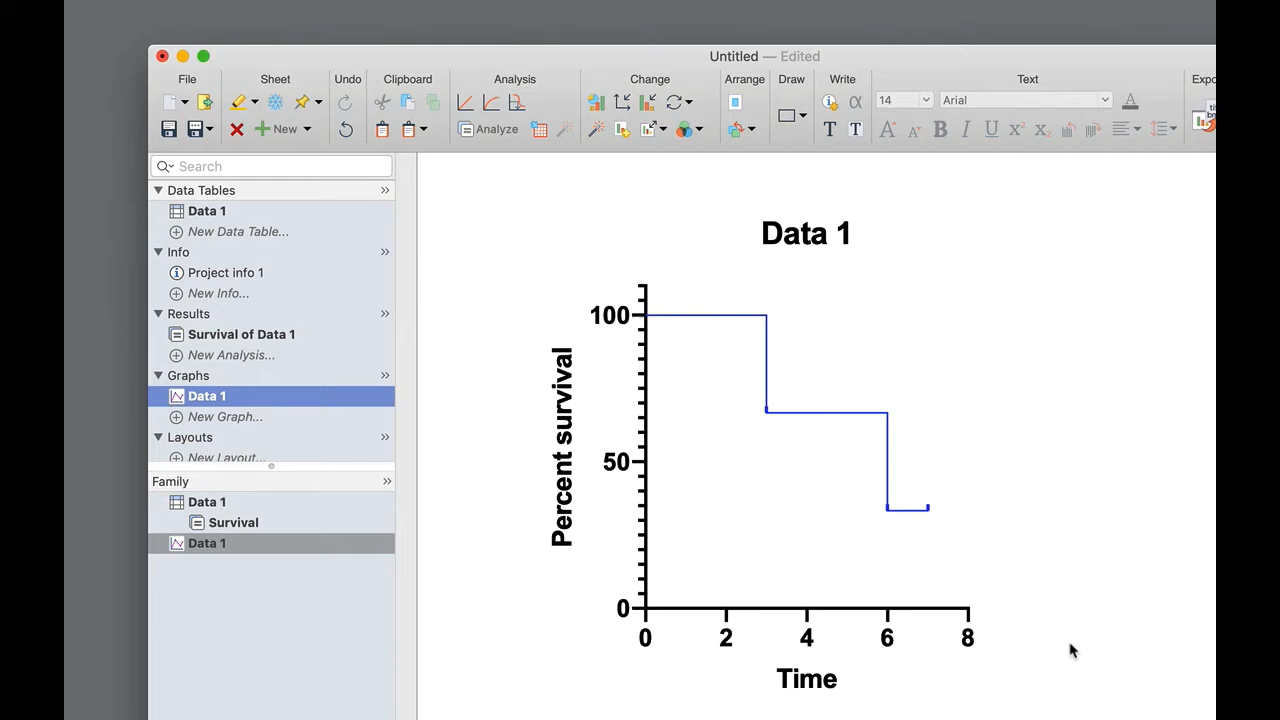 Untitled — Edited
File Sheet Undo Clipboard Analysis Change Arrange Draw Write Text
14 Arial
New Analyze
Search
Data Tables
Data 1
New Data Table...
Info
Project info 1
New Info...
Results
Survival of Data 1
New Analysis...
Graphs
Data 1
New Graph...
Layouts
New Layout...
Family
Data 1
Survival
Data 1
Data 1
Percent survival
100
50
0
0 2 4 6 8
Time